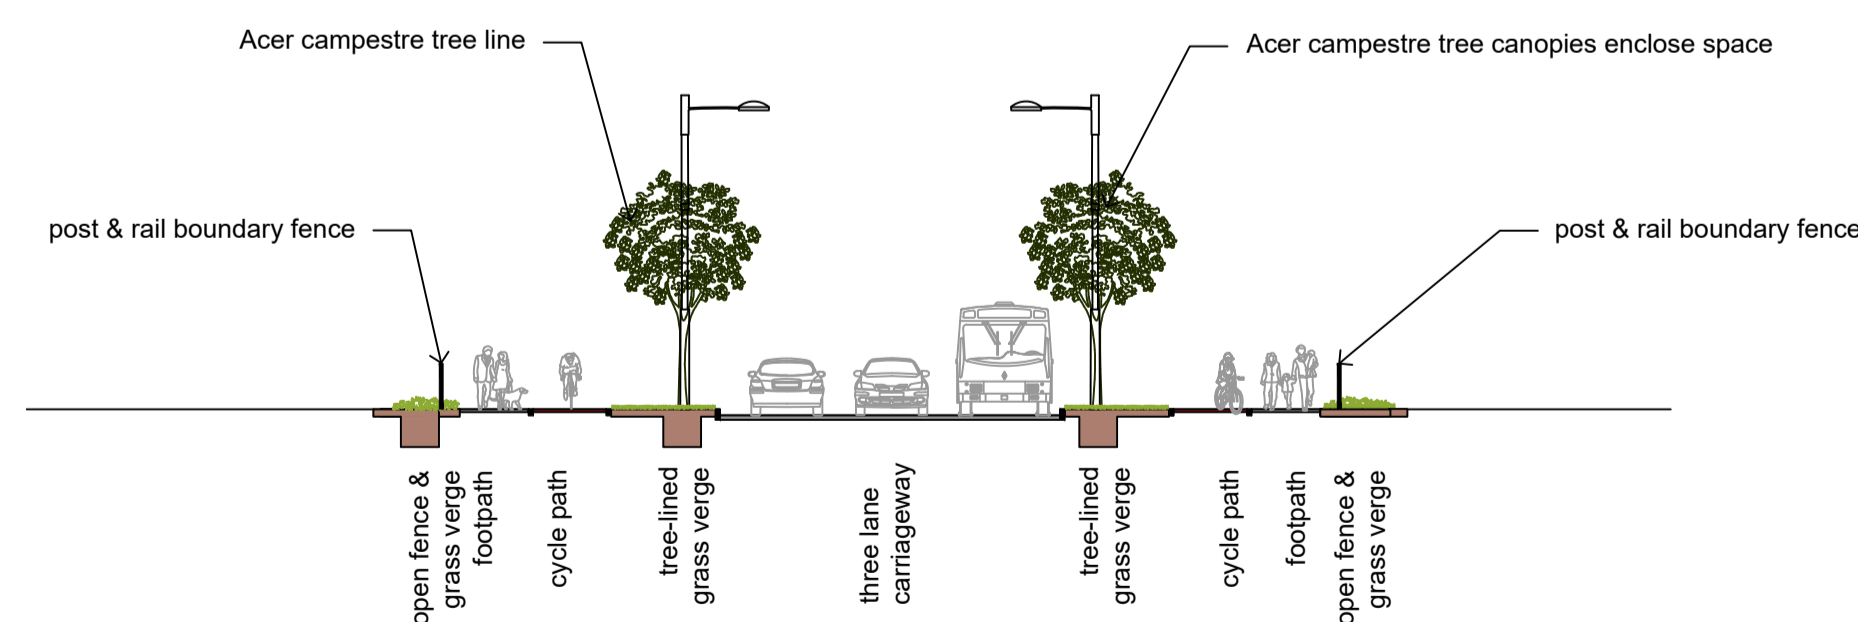 Acer campestre tree line
Acer campestre tree canopies enclose space
post & rail boundary fence
post & rail boundary fence
open fence &
grass verge
footpath
cycle path
tree-lined
grass verge
three lane
carriageway
tree-lined
grass verge
cycle path
footpath
open fence &
grass verge